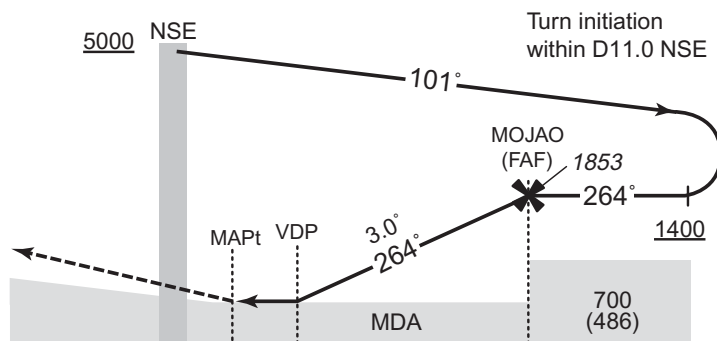 Turn initiation
within D11.0 NSE
5000
NSE
101°
MOJAO
(FAF)
1853
264°
1400
MAPt
VDP
3.0°
264°
MDA
700
(486)